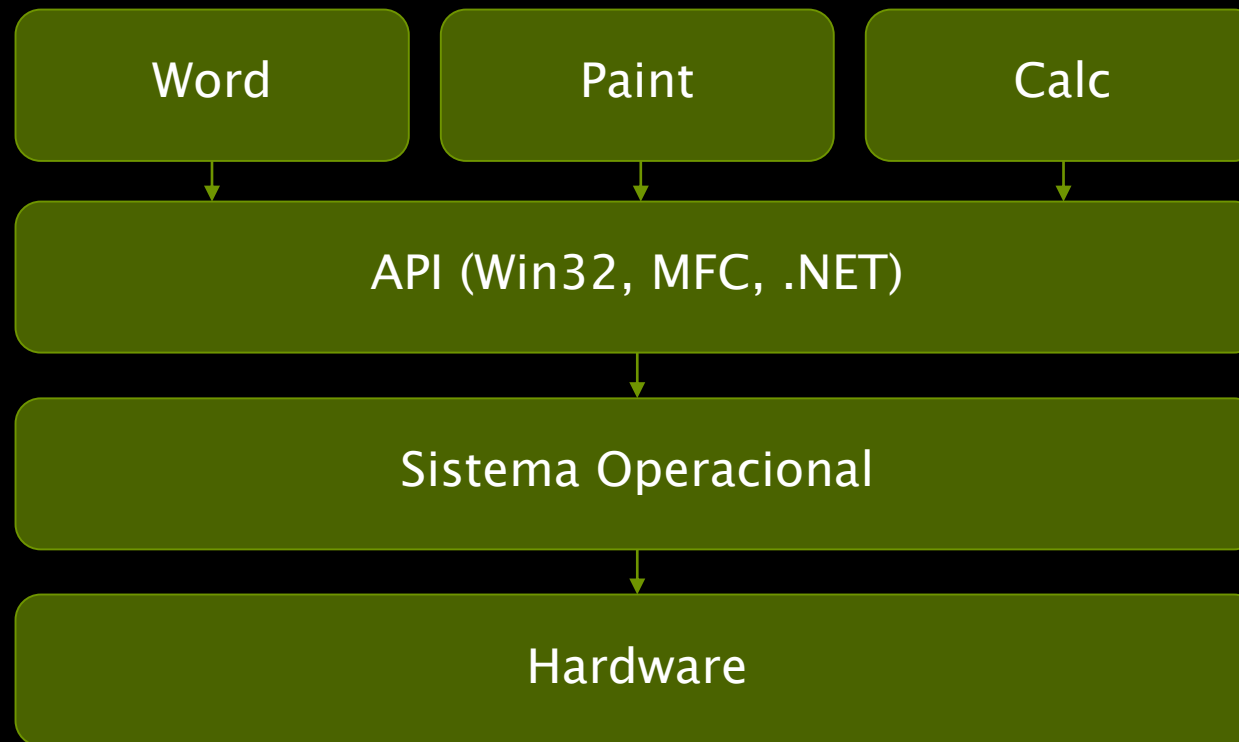 Word
Paint
Calc
API (Win32, MFC, .NET)
Sistema Operacional
Hardware